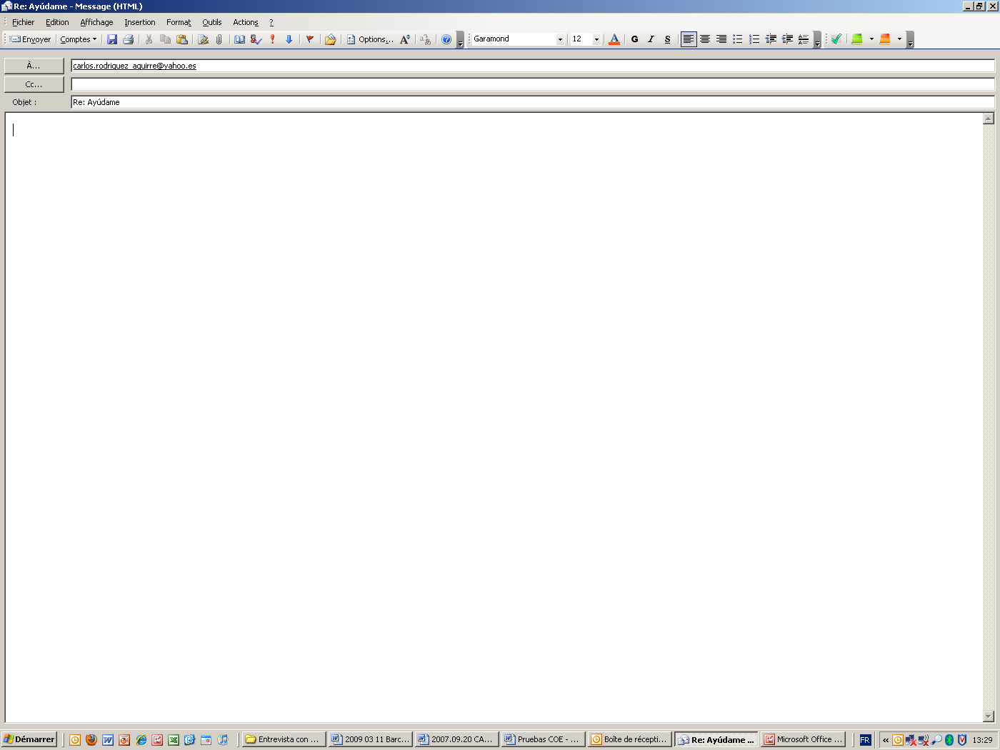 Re: Ayúdame - Message (HTML)
Fichier Edition Affichage Insertion Format Outils Actions ?
Envoyer Comptes Options... Garamond 12 A G I S
À... carlos.rodriguez_aguirre@yahoo.es
Cc...
Objet : Re: Ayúdame
Démarrer Entrevista con ... 2009 03 11 Barc... 2007.09.20 CA... Pruebas COE - ... Boîte de récepti... Re: Ayúdame ... Microsoft Office ... FR « 13:29